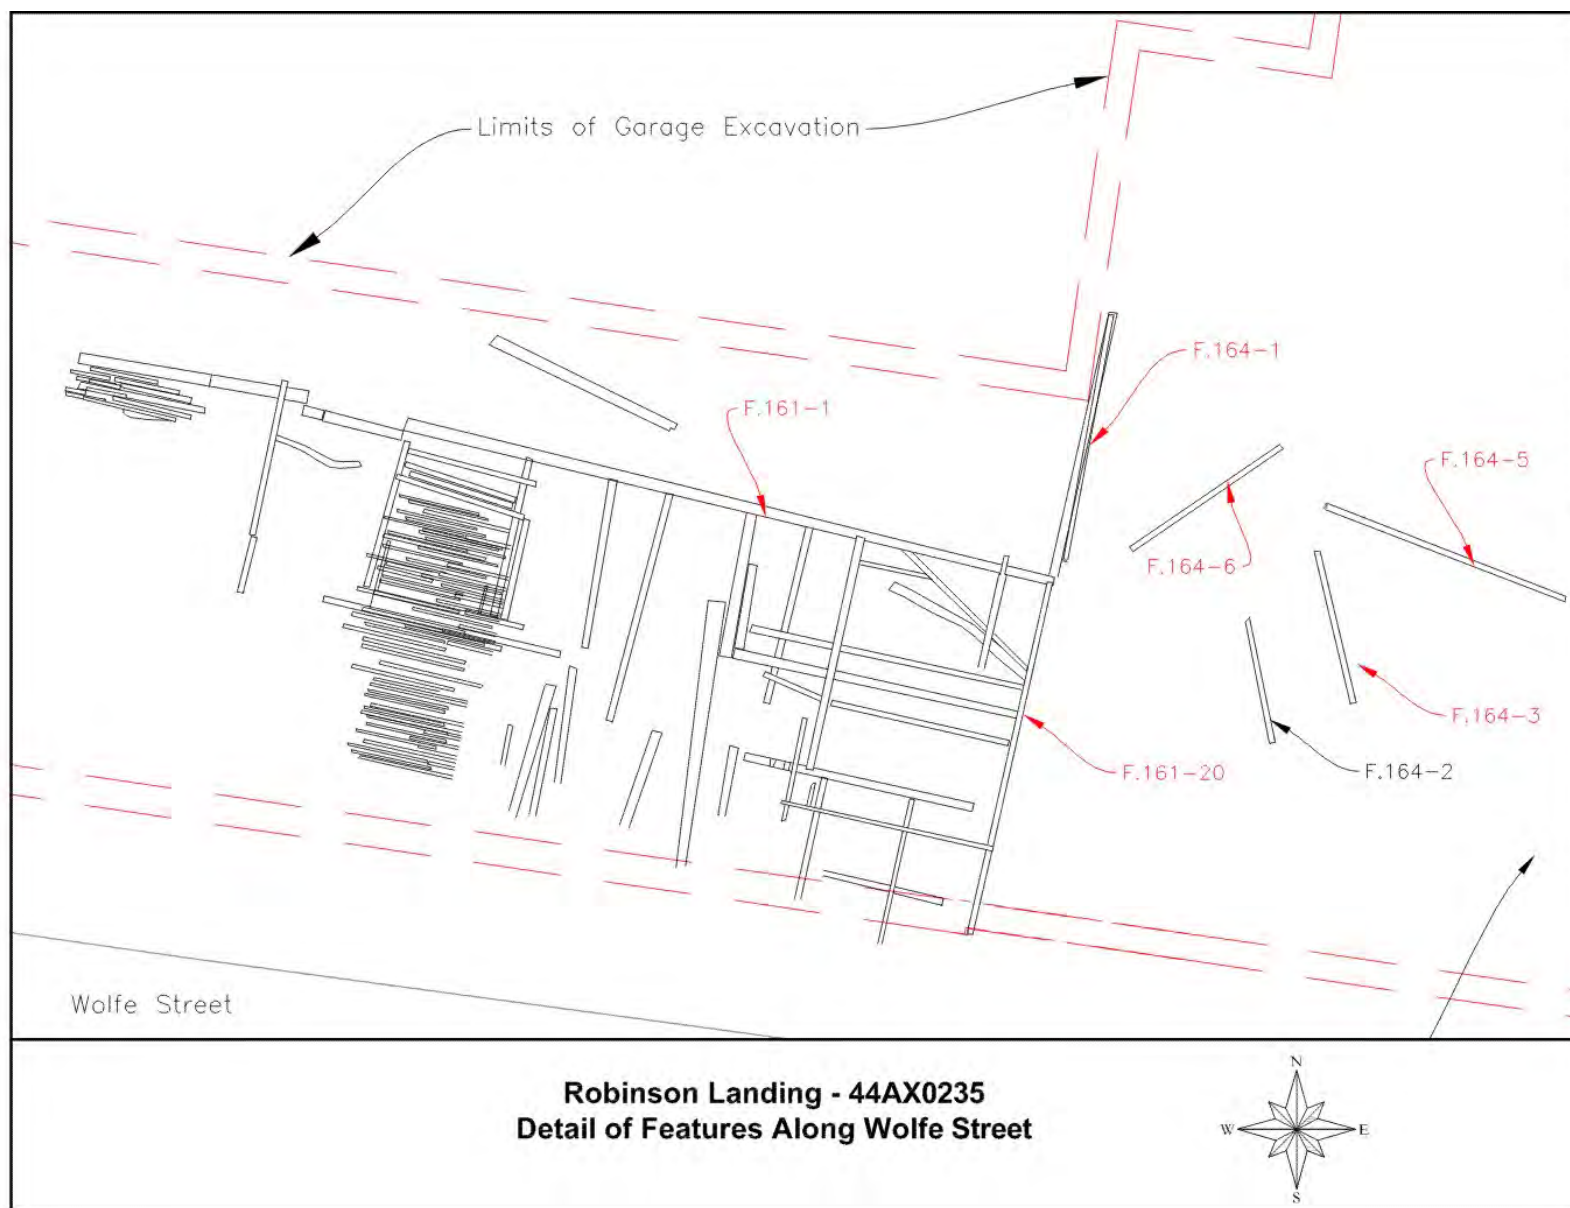 Limits of Garage Excavation
F.164-1
F.161-1
F.164-5
F.164-6
F.164-3
F.161-20
F.164-2
Wolfe Street
Robinson Landing - 44AX0235
Detail of Features Along Wolfe Street
N
W
E
S